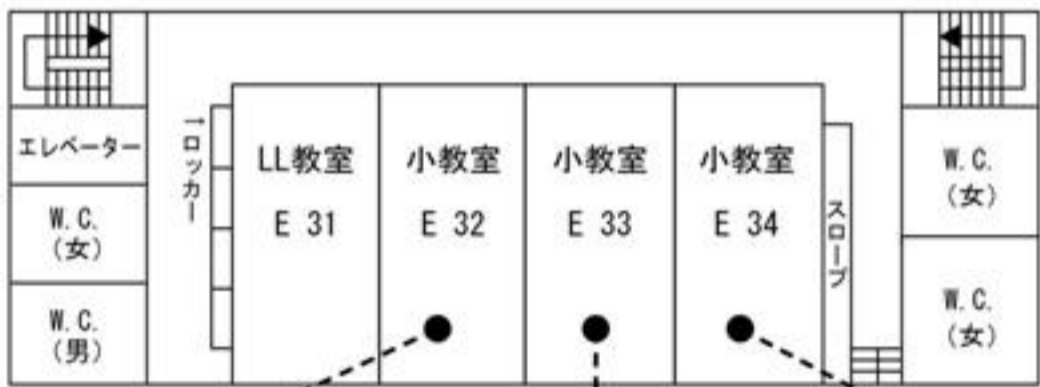 エレベーター
W.C.
(女)
W.C.
(男)
→ロッカー
LL教室
E 31
小教室
E 32
小教室
E 33
小教室
E 34
スロープ
W.C.
(女)
W.C.
(女)